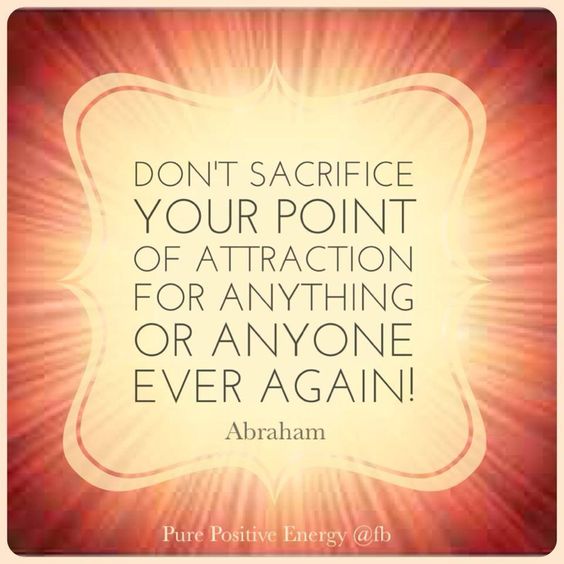 DON'T SACRIFICE
YOUR POINT
OF ATTRACTION
FOR ANYTHING
OR ANYONE
EVER AGAIN!
Abraham
Pure Positive Energy @fb